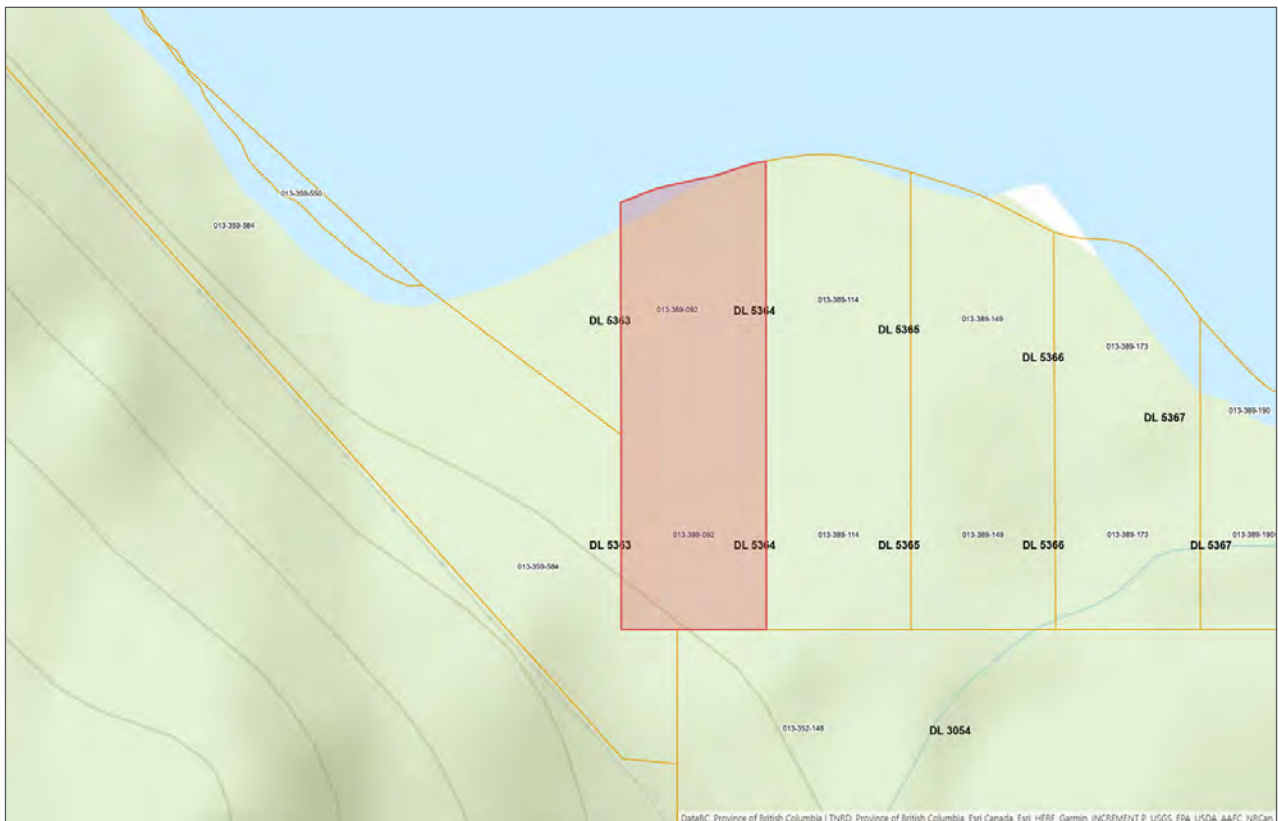 013-359-550
013-359-584
013-389-092
DL 5363
DL 5364
013-389-114
013-389-149
DL 5365
DL 5366
013-389-173
DL 5367
013-389-190
013-389-092
013-389-114
013-389-149
013-389-173
013-389-190
DL 5363
DL 5364
DL 5365
DL 5366
DL 5367
013-359-584
013-352-148
DL 3054
DataBC, Province of British Columbia | TNRD, Province of British Columbia, Esri Canada, Esri, HERE, Garmin, INCREMENT P, USGS, EPA, USDA, AAFC, NRCan